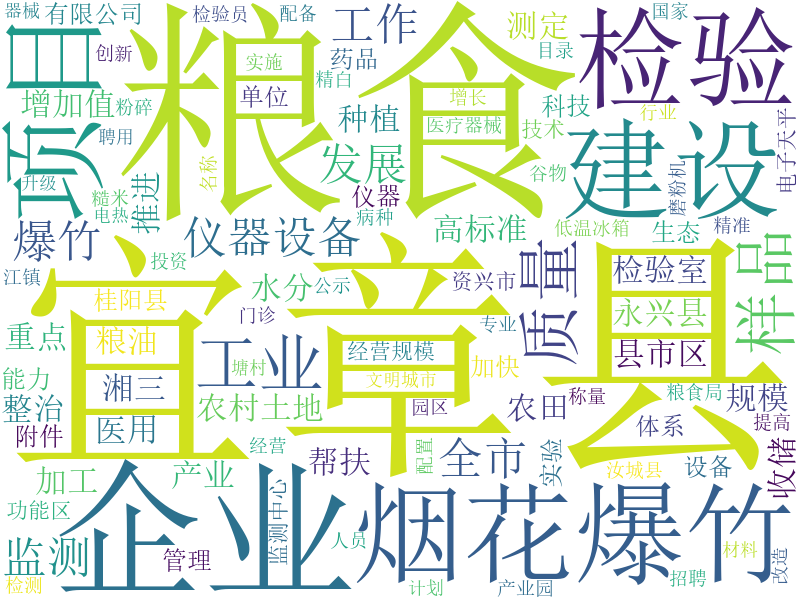 器械
有限公司
检验员
配备
工作
测定
国家
创新
药品
目录
项目
粮食
检验
实施
精白
单位
增长
科技
行业
增加值
粉碎
种植
医疗器械
技术
建设
电子天平
聘用
发展
谷物
升级
糙米
推进
名称
仪器
磨粉机
电热
病种
爆竹
仪器设备
高标准
低温冰箱
生态
精准
江镇
投资
宜章县
质量
检验室
样品
桂阳县
水分
公示
资兴市
重点
粮油
门诊
专业
永兴县
工业
经营规模
县市区
能力
湘三
塘村
文明城市
加快
整治
农村土地
园区
农田
称量
粮食局
规模
附件
医用
经营
配置
体系
提高
收储
帮扶
全市
实验
汝城县
设备
加工
产业
企业
烟花爆竹
功能区
监测中心
监测
管理
人员
材料
改造
检测
计划
产业园
招聘